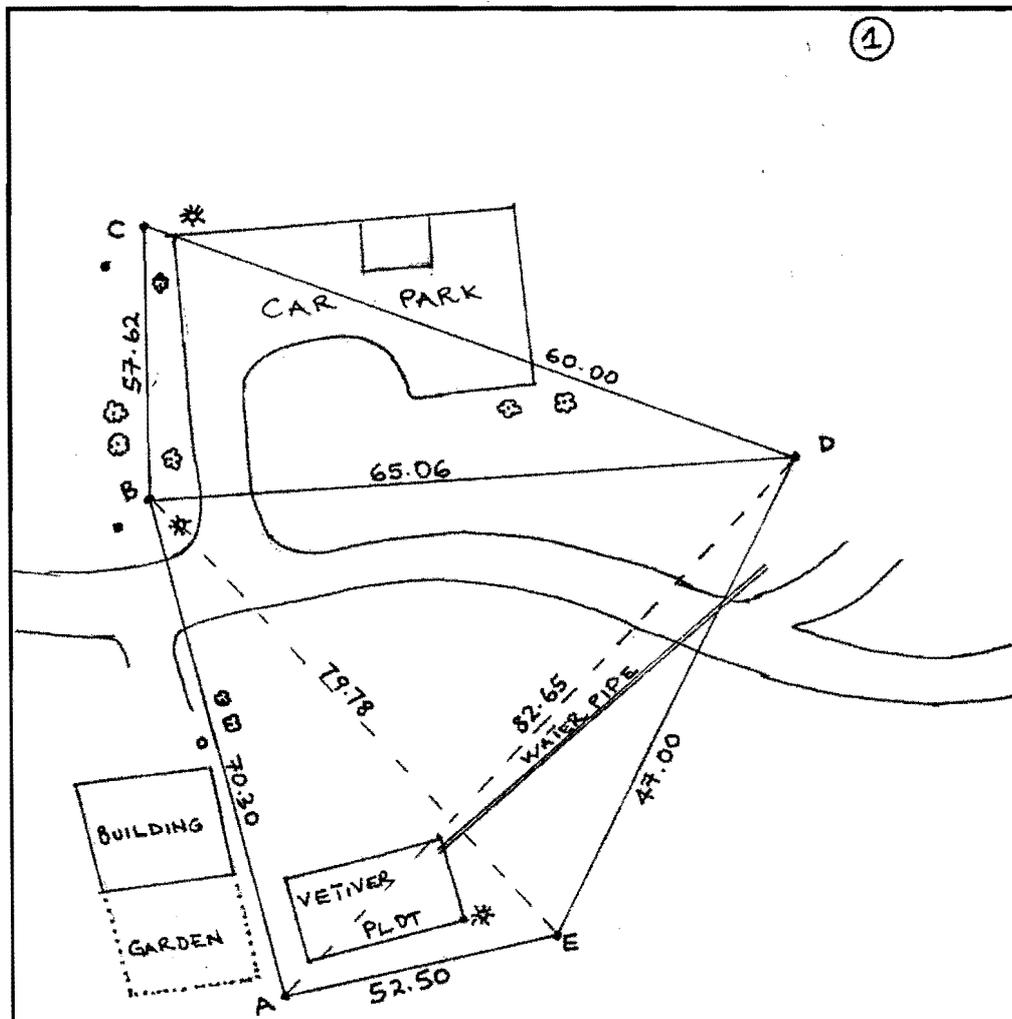 1
C
CAR PARK
57.62
60.00
D
65.06
B
79.78
82.65
WATER PIPE
47.00
70.30
BUILDING
VETIVER
PLOT
GARDEN
E
52.50
A